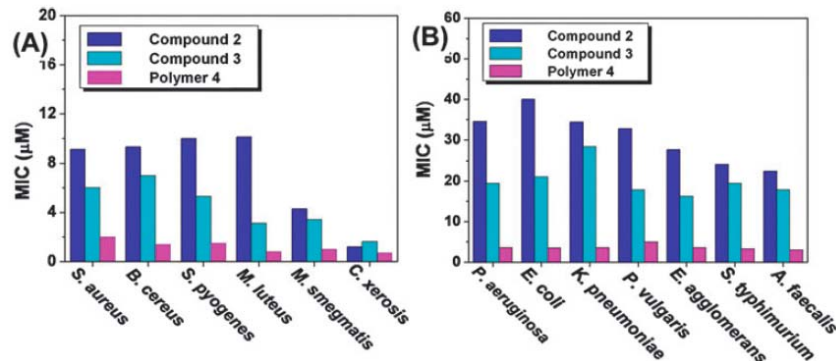 (A)
20
16
12
8
4
0
MIC (μM)
Compound 2
Compound 3
Polymer 4
S. aureus
B. cereus
S. pyogenes
M. luteus
M. smegmatis
C. xerosis
(B)
60
50
40
30
20
10
0
MIC (μM)
Compound 2
Compound 3
Polymer 4
P. aeruginosa
E. coli
K. pneumoniae
P. vulgaris
E. agglomerans
S. typhimurium
A. faecalis